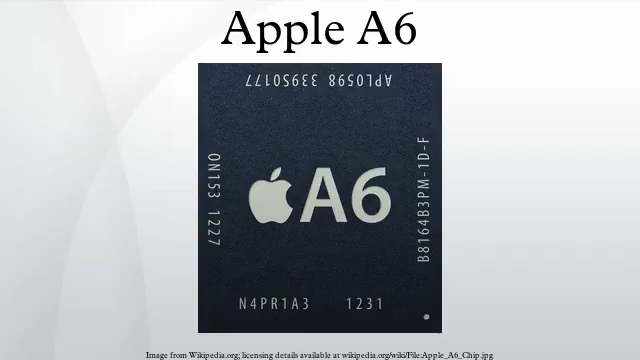 Apple A6
APL0598 339S0177
ON153 1227
A6
B8164B3PM-1D-F
N4PR1A3 1231
Image from Wikipedia.org; licensing details available at wikipedia.org/wiki/File:Apple_A6_Chip.jpg